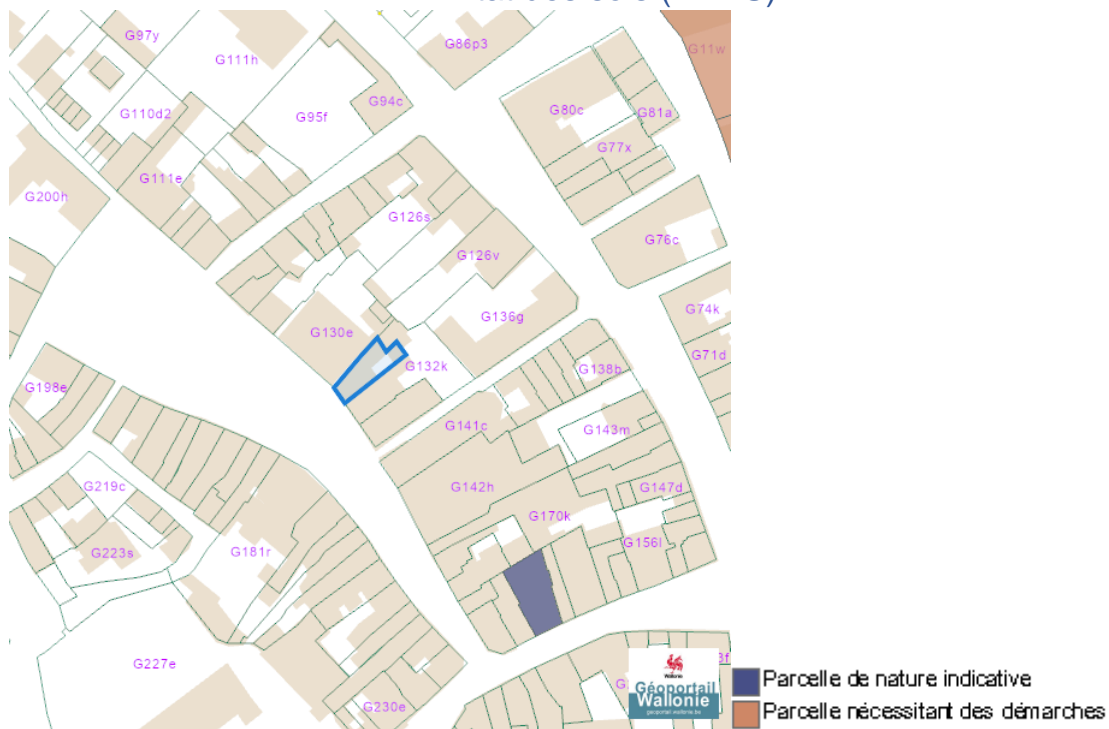 G97y
G111h
G86p3
G11w
G94c
G110d2
G95f
G80c
G81a
G77x
G111e
G200h
G126s
G76c
G126v
G136g
G74k
G130e
G132k
G138b
G71d
G198e
G141c
G143m
G219c
G142h
G147d
G170k
G223s
G181r
G156l
G227e
G230e
Wallonie
Géoportail
Wallonie
geoportail.wallonie.be
Parcelle de nature indicative
Parcelle nécessitant des démarches